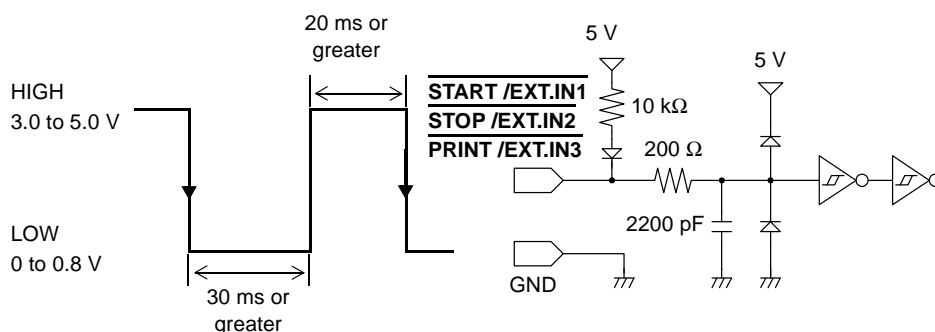 20 ms or
greater
HIGH
3.0 to 5.0 V
LOW
0 to 0.8 V
30 ms or
greater
START /EXT.IN1
STOP /EXT.IN2
PRINT /EXT.IN3
5 V
10 kΩ
200 Ω
5 V
2200 pF
GND